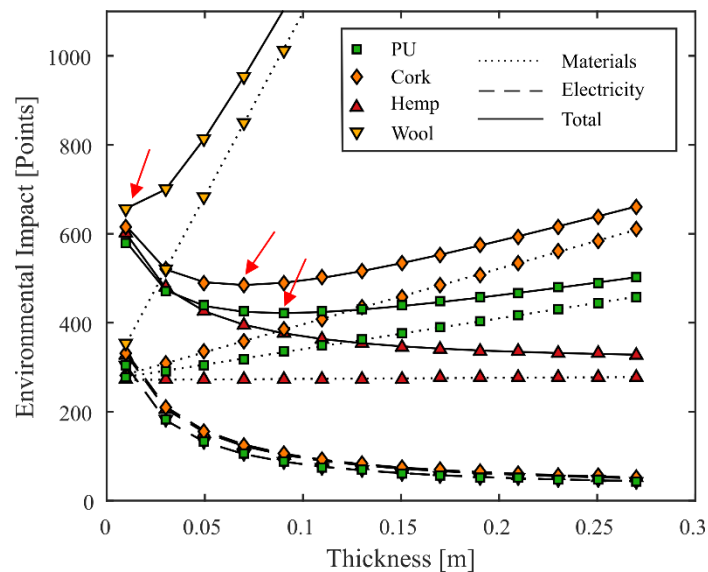 1000
800
600
400
200
0
Environmental Impact [Points]
PU
Cork
Hemp
Wool
Materials
Electricity
Total
0 0.05 0.1 0.15 0.2 0.25 0.3
Thickness [m]